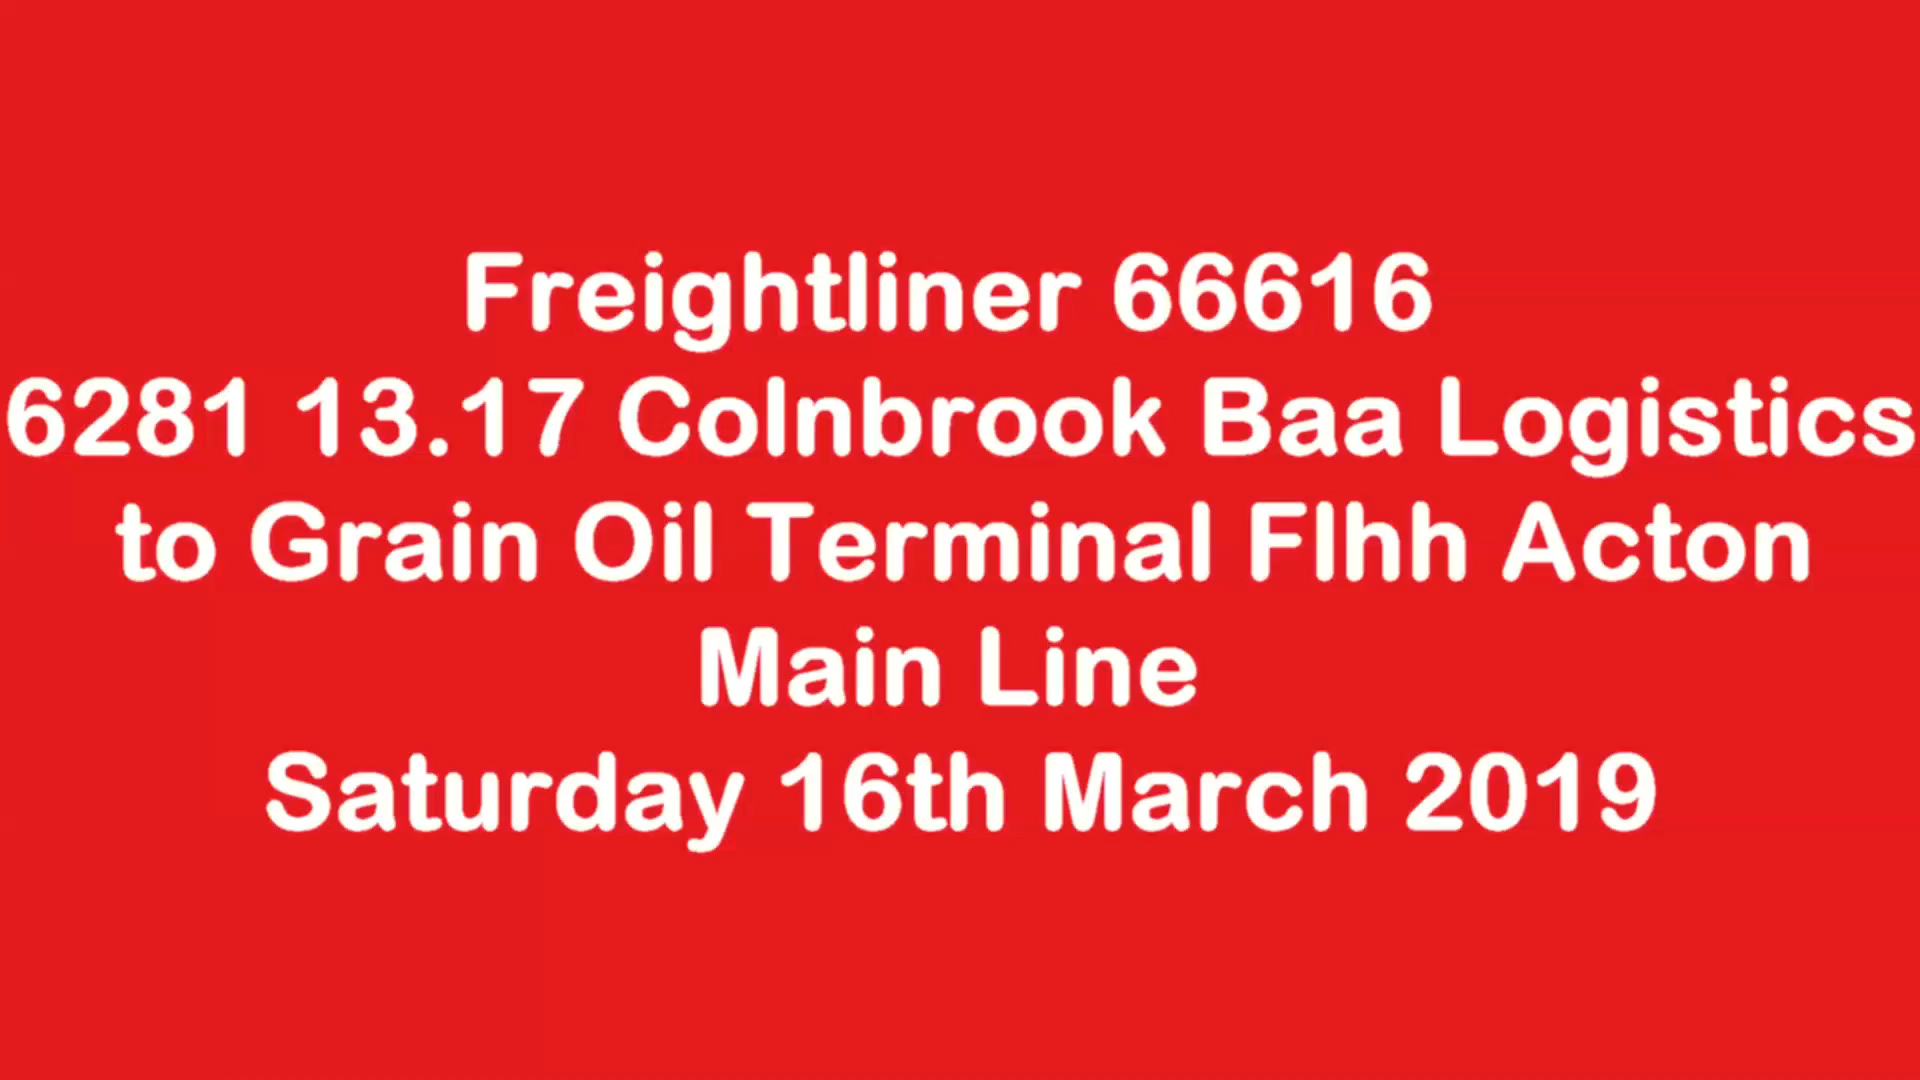 Freightliner 66616
6281 13.17 Colnbrook Baa Logistics
to Grain Oil Terminal Flhh Acton
Main Line
Saturday 16th March 2019